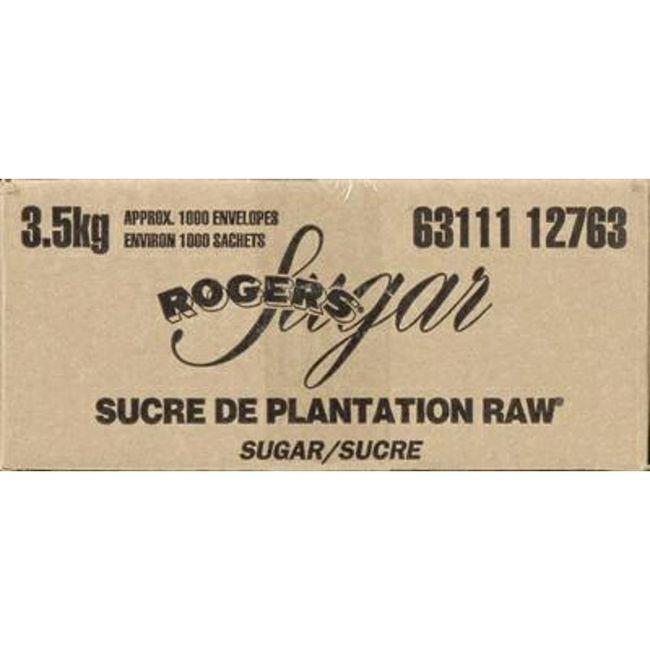 3.5kg
APPROX. 1000 ENVELOPES
ENVIRON 1000 SACHETS
63111 12763
ROGERS' Sugar
SUCRE DE PLANTATION RAW®
SUGAR/SUCRE